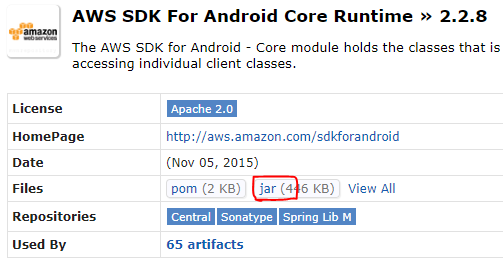 amazon
webservices
AWS SDK For Android Core Runtime » 2.2.8
The AWS SDK for Android - Core module holds the classes that is
accessing individual client classes.
License Apache 2.0
HomePage http://aws.amazon.com/sdkforandroid
Date (Nov 05, 2015)
Files pom (2 KB) jar (446 KB) View All
Repositories Central Sonatype Spring Lib M
Used By 65 artifacts